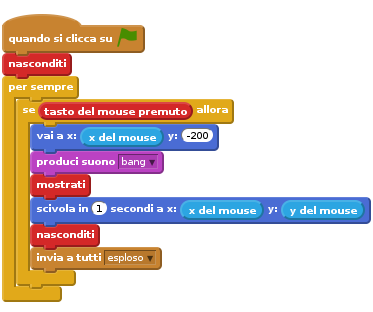 quando si clicca su
nasconditi
per sempre
se tasto del mouse premuto allora
vai a x: x del mouse y: -200
produci suono bang
mostrati
scivola in 1 secondi a x: x del mouse y: y del mouse
nasconditi
invia a tutti esploso